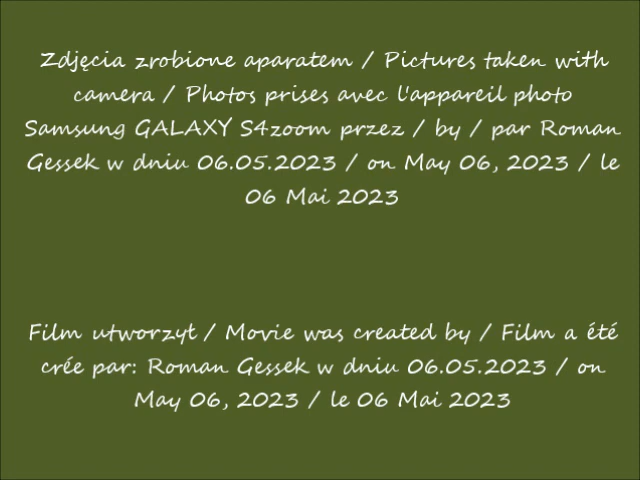 Zdjęcia zrobione aparatem / Pictures taken with
camera / Photos prises avec l'appareil photo
Samsung GALAXY S4zoom przez / by / par Roman
Gessek w dniu 06.05.2023 / on May 06, 2023 / le
06 Mai 2023
Film utworzył / Movie was created by / Film a été
crée par: Roman Gessek w dniu 06.05.2023 / on
May 06, 2023 / le 06 Mai 2023